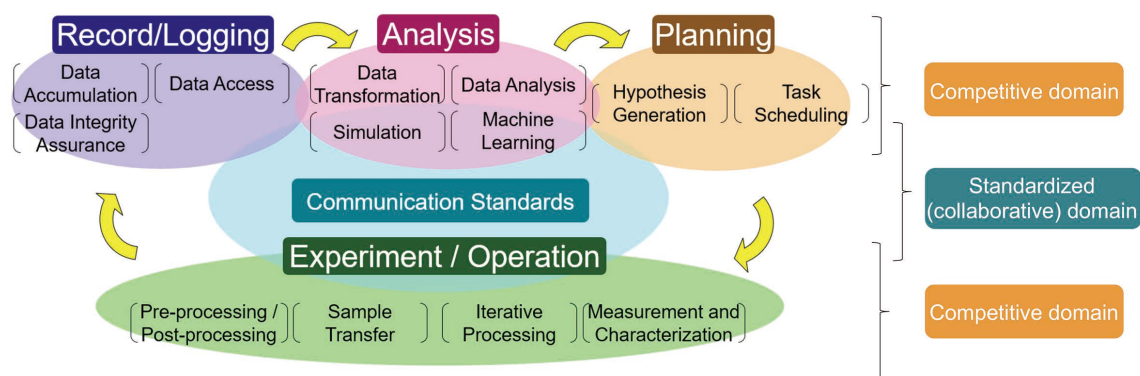 Record/Logging
Analysis
Planning
Data
Accumulation
Data Access
Data Integrity
Assurance
Data
Transformation
Data Analysis
Simulation
Machine
Learning
Hypothesis
Generation
Task
Scheduling
Communication Standards
Experiment / Operation
Pre-processing /
Post-processing
Sample
Transfer
Iterative
Processing
Measurement and
Characterization
Competitive domain
Standardized
(collaborative) domain
Competitive domain